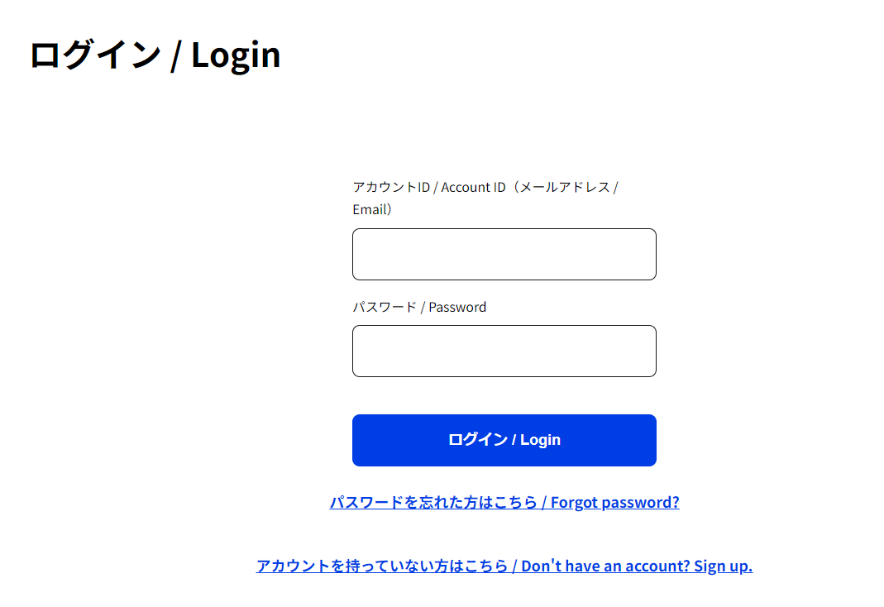 ログイン / Login
アカウントID / Account ID（メールアドレス /
Email）
パスワード / Password
ログイン / Login
パスワードを忘れた方はこちら / Forgot password?
アカウントを持っていない方はこちら / Don't have an account? Sign up.